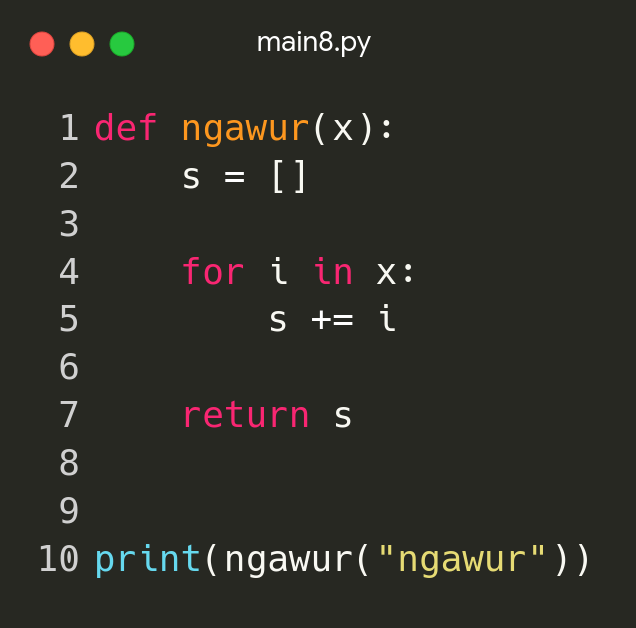 main8.py
1 def ngawur(x):
2     s = []
3
4     for i in x:
5         s += i
6
7     return s
8
9
10 print(ngawur("ngawur"))